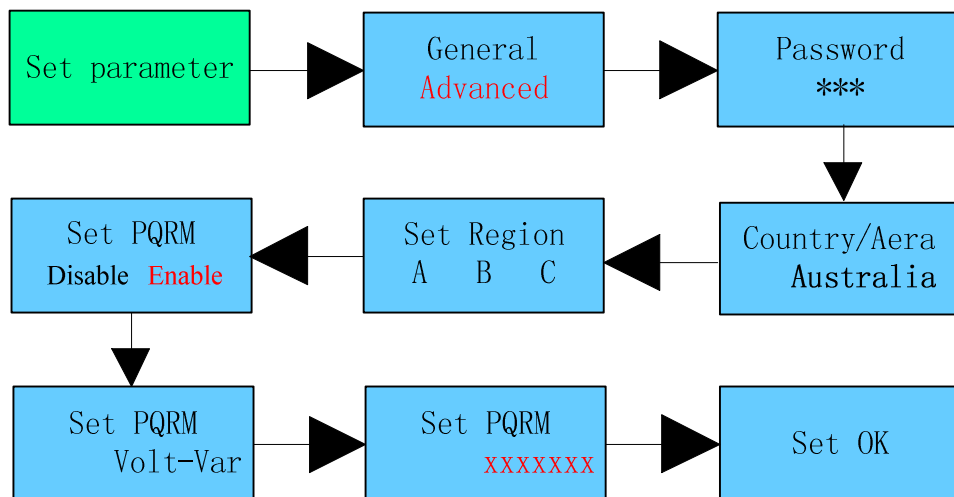 Set parameter
General
Advanced
Password
***
Country/Aera
Australia
Set Region
A B C
Set PQRM
Disable Enable
Set PQRM
Volt-Var
Set PQRM
XXXXXXX
Set OK